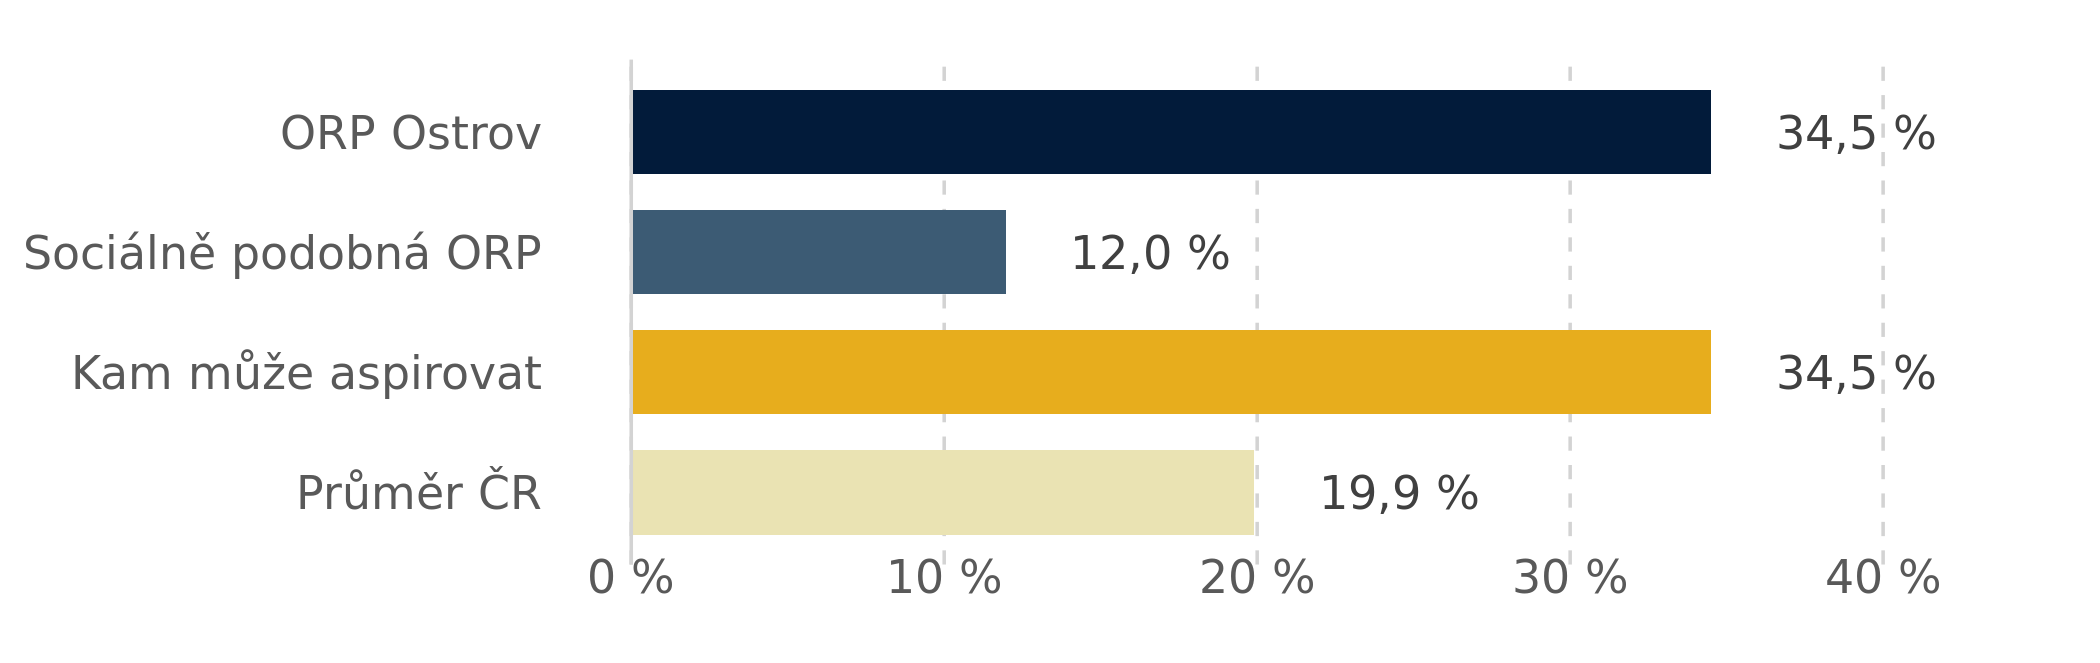 ORP Ostrov 34,5 %
Sociálně podobná ORP 12,0 %
Kam může aspirovat 34,5 %
Průměr ČR 19,9 %
0 % 10 % 20 % 30 % 40 %